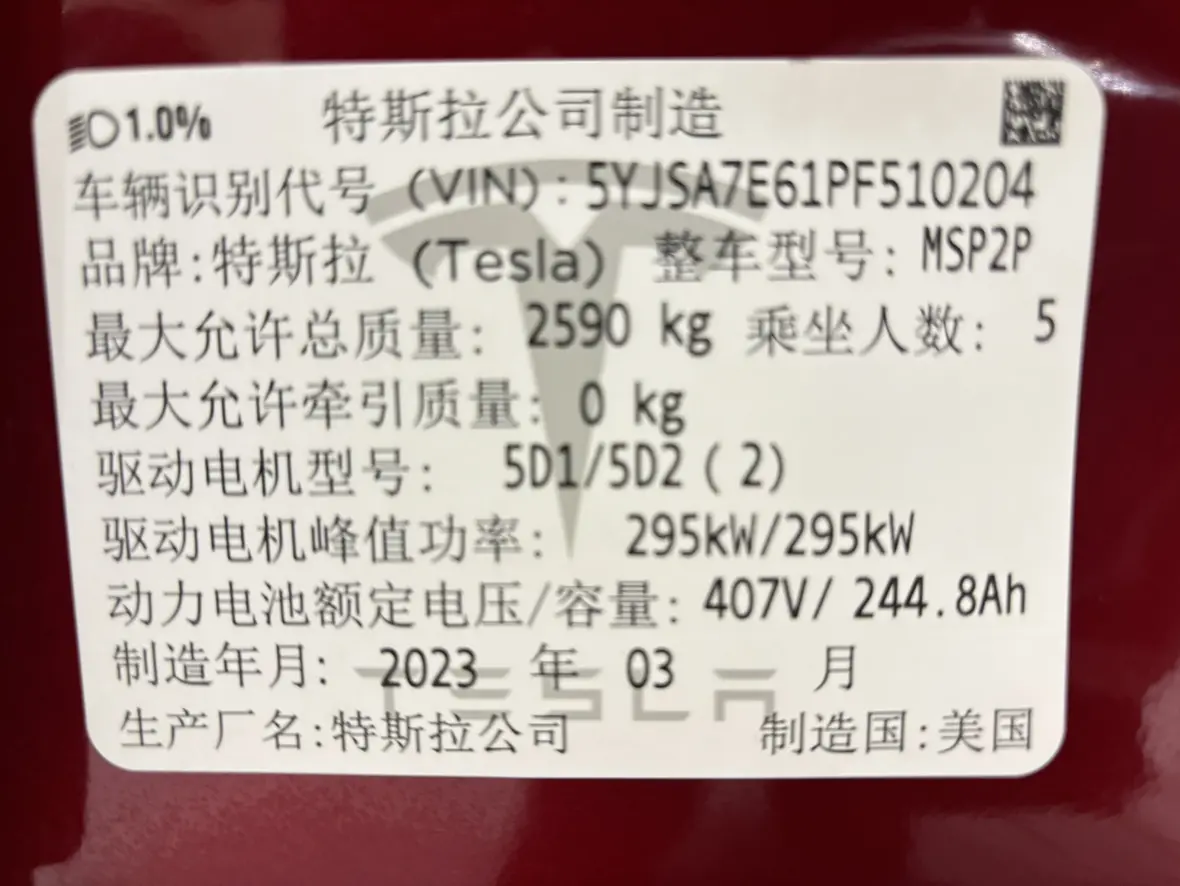 1.0% 特斯拉公司制造
车辆识别代号（VIN）：5YJSA7E61PF510204
品牌：特斯拉（Tesla） 整车型号：MSP2P
最大允许总质量：2590 kg 乘坐人数：5
最大允许牵引质量：0 kg
驱动电机型号：5D1/5D2（2）
驱动电机峰值功率：295kW/295kW
动力电池额定电压/容量：407V/ 244.8Ah
制造年月：2023 年 03 月
TESLA
生产厂名：特斯拉公司 制造国：美国